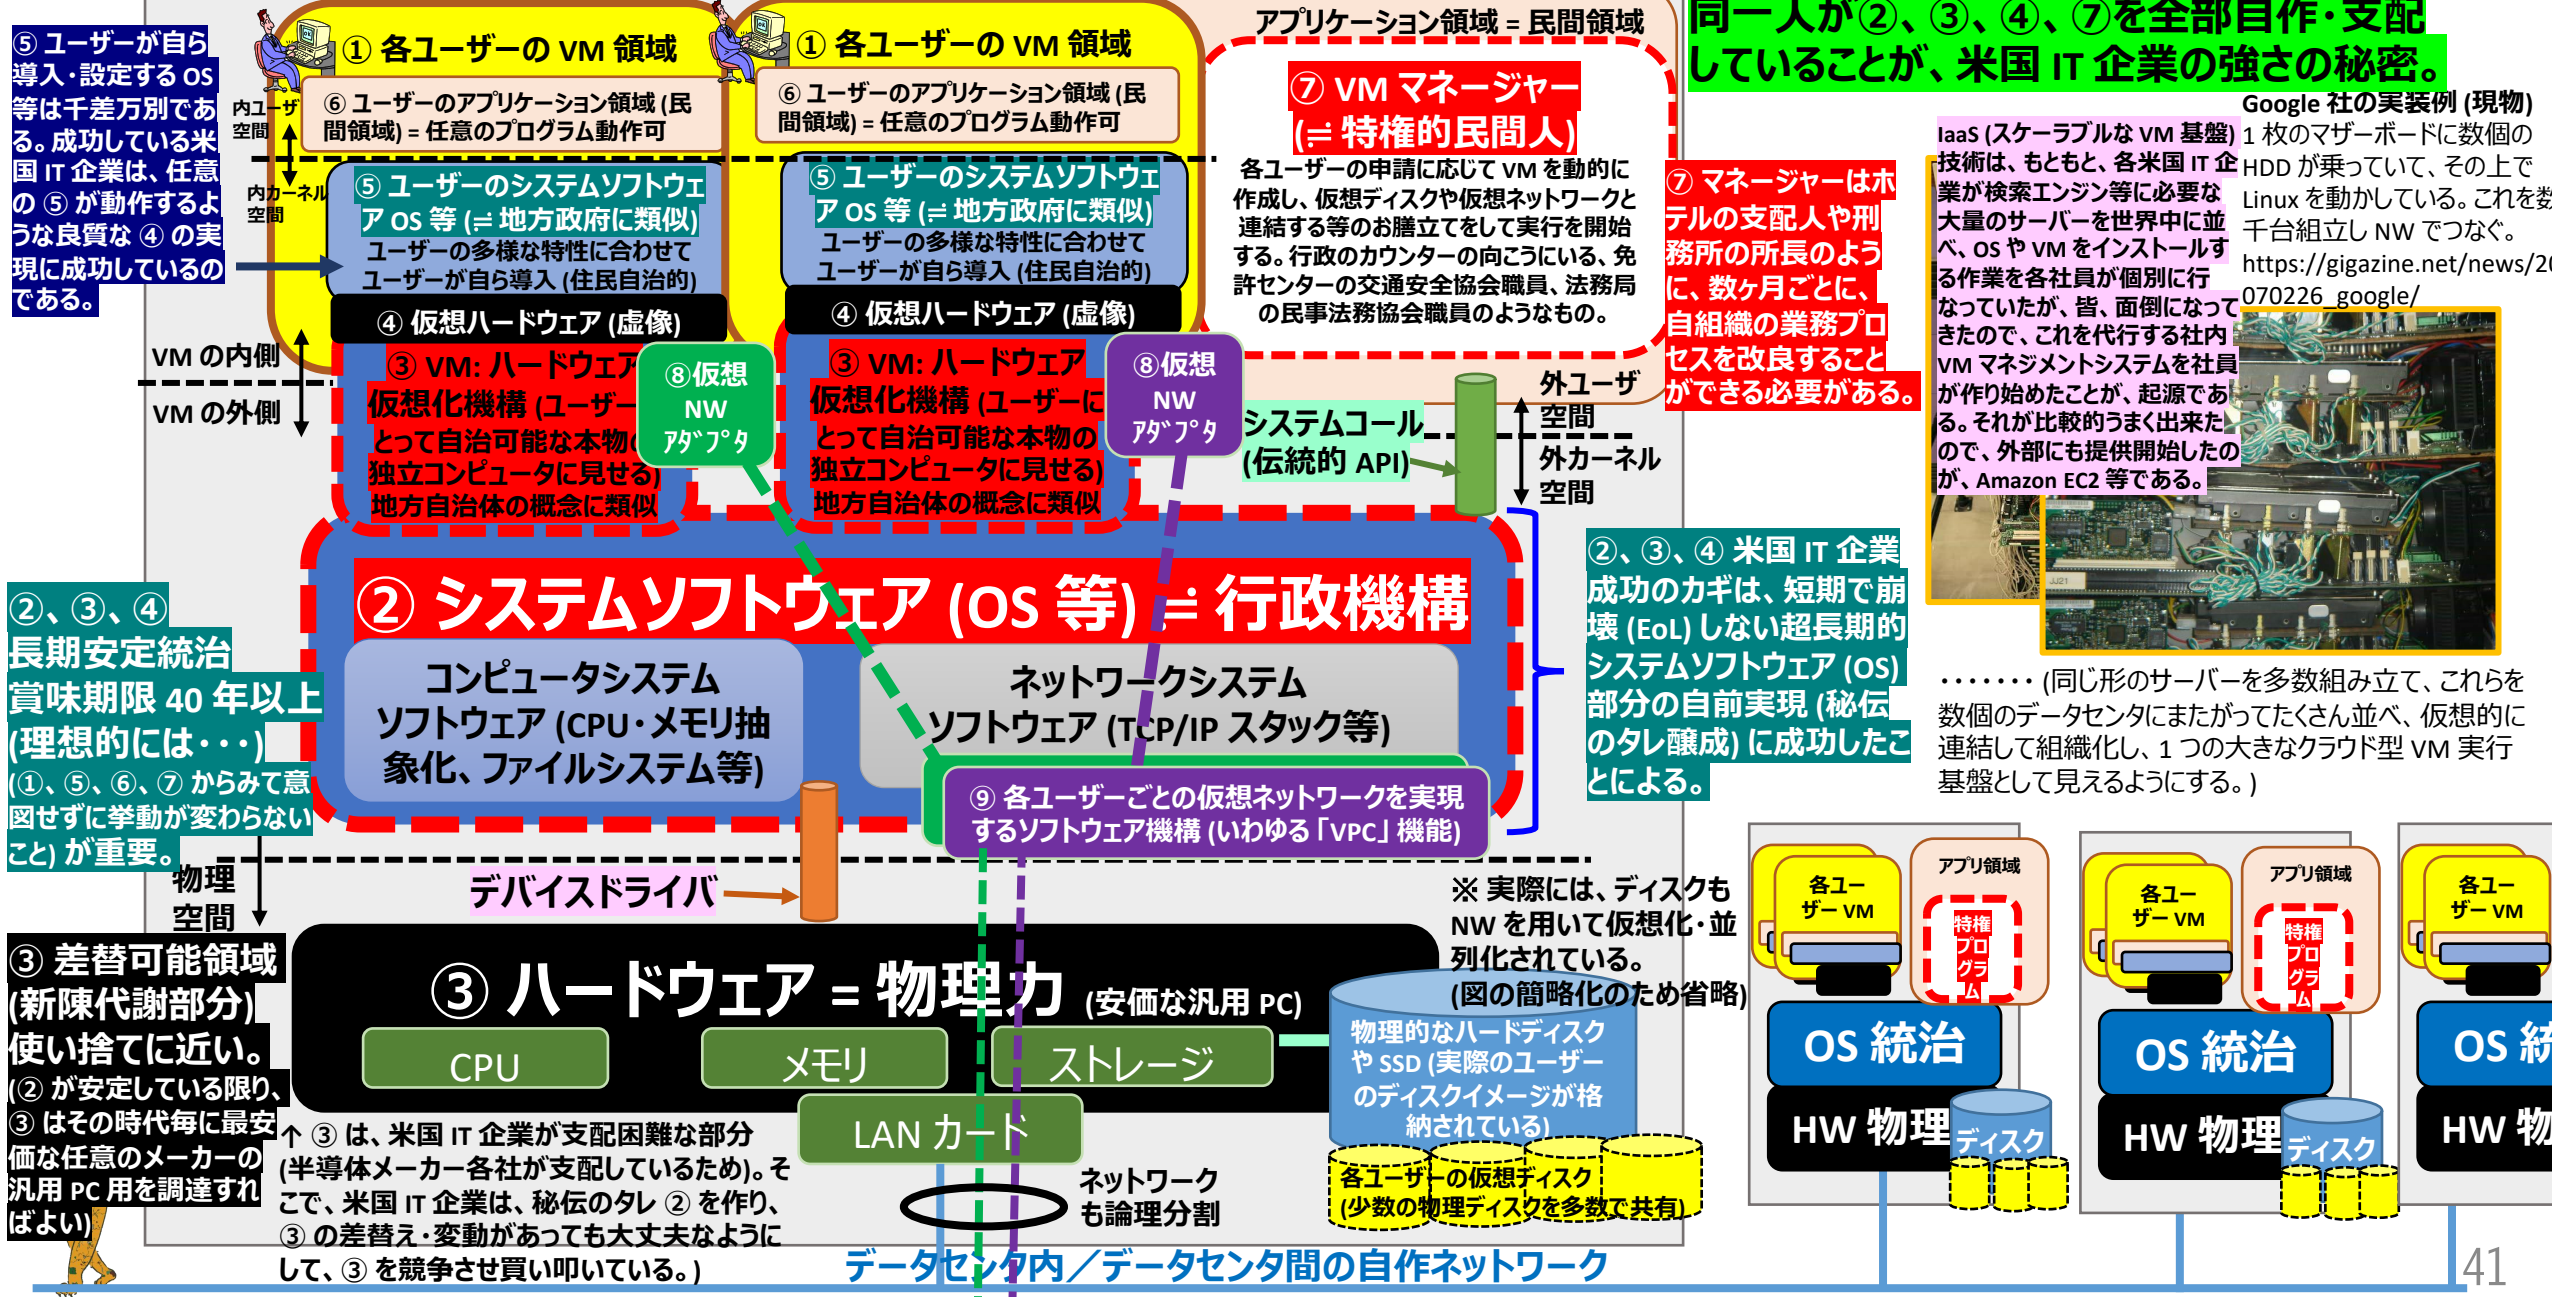 ⑤ ユーザーが自ら
導入・設定する OS
等は千差万別であ
る。成功している米
国 IT 企業は、任意
の ⑤ が動作するよ
うな良質な ④ の実
現に成功しているの
である。
① 各ユーザーの VM 領域
⑥ ユーザーのアプリケーション領域 (民
間領域) = 任意のプログラム動作可
内ユーザ
空間
内カーネル
空間
⑤ ユーザーのシステムソフトウェ
ア OS 等 (≒ 地方政府に類似)
ユーザーの多様な特性に合わせて
ユーザーが自ら導入 (住民自治的)
④ 仮想ハードウェア (虚像)
VM の内側
VM の外側
③ VM: ハードウェア
仮想化機構 (ユーザー
とって自治可能な本物の
独立コンピュータに見せる)
地方自治体の概念に類似
⑧仮想
NW
アダプタ
① 各ユーザーの VM 領域
⑥ ユーザーのアプリケーション領域 (民
間領域) = 任意のプログラム動作可
⑤ ユーザーのシステムソフトウェ
ア OS 等 (≒ 地方政府に類似)
ユーザーの多様な特性に合わせて
ユーザーが自ら導入 (住民自治的)
④ 仮想ハードウェア (虚像)
③ VM: ハードウェア
仮想化機構 (ユーザーに
とって自治可能な本物の
独立コンピュータに見せる)
地方自治体の概念に類似
⑧仮想
NW
アダプタ
アプリケーション領域 = 民間領域
⑦ VM マネージャー
(≒ 特権的民間人)
各ユーザーの申請に応じて VM を動的に
作成し、仮想ディスクや仮想ネットワークと
連結する等のお膳立てをして実行を開始
する。行政のカウンターの向こうにいる、免
許センターの交通安全協会職員、法務局
の民事法務協会職員のようなもの。
システムコール
(伝統的 API)
外ユーザ
空間
外カーネル
空間
同一人が②、③、④、⑦を全部自作・支配
していることが、米国 IT 企業の強さの秘密。
⑦ マネージャーはホ
テルの支配人や刑
務所の所長のよう
に、数ヶ月ごとに、
自組織の業務プロ
セスを改良すること
ができる必要がある。
IaaS (スケーラブルな VM 基盤)
技術は、もともと、各米国 IT 企
業が検索エンジン等に必要な
大量のサーバーを世界中に並
べ、OS や VM をインストールす
る作業を各社員が個別に行
なっていたが、皆、面倒になって
きたので、これを代行する社内
VM マネジメントシステムを社員
が作り始めたことが、起源であ
る。それが比較的うまく出来た
ので、外部にも提供開始したの
が、Amazon EC2 等である。
Google 社の実装例 (現物)
1 枚のマザーボードに数個の
HDD が乗っていて、その上で
Linux を動かしている。これを数
千台組立し NW でつなぐ。
https://gigazine.net/news/20
070226_google/
JJ21
・・・・・・・ (同じ形のサーバーを多数組み立て、これらを
数個のデータセンタにまたがってたくさん並べ、仮想的に
連結して組織化し、1 つの大きなクラウド型 VM 実行
基盤として見えるようにする。)
②、③、④
長期安定統治
賞味期限 40 年以上
(理想的には・・・)
(①、⑤、⑥、⑦ からみて意
図せずに挙動が変わらない
こと) が重要。
② システムソフトウェア (OS 等) ≒ 行政機構
コンピュータシステム
ソフトウェア (CPU・メモリ抽
象化、ファイルシステム等)
ネットワークシステム
ソフトウェア (TCP/IP スタック等)
⑨ 各ユーザーごとの仮想ネットワークを実現
するソフトウェア機構 (いわゆる「VPC」機能)
②、③、④ 米国 IT 企業
成功のカギは、短期で崩
壊 (EoL) しない超長期的
システムソフトウェア (OS)
部分の自前実現 (秘伝
のタレ醸成) に成功したこ
とによる。
物理
空間
デバイスドライバ
③ 差替可能領域
(新陳代謝部分)
使い捨てに近い。
(② が安定している限り、
③ はその時代毎に最安
価な任意のメーカーの
汎用 PC 用を調達すれ
ばよい)
③ ハードウェア = 物理力 (安価な汎用 PC)
CPU
メモリ
ストレージ
LAN カード
※ 実際には、ディスクも
NW を用いて仮想化・並
列化されている。
(図の簡略化のため省略)
物理的なハードディスク
や SSD (実際のユーザー
のディスクイメージが格
納されている)
各ユーザーの仮想ディスク
(少数の物理ディスクを多数で共有)
↑ ③ は、米国 IT 企業が支配困難な部分
(半導体メーカー各社が支配しているため)。そ
こで、米国 IT 企業は、秘伝のタレ ② を作り、
③ の差替え・変動があっても大丈夫なように
して、③ を競争させ買い叩いている。)
ネットワーク
も論理分割
データセンタ内／データセンタ間の自作ネットワーク
各ユー
ザー VM
アプリ領域
特権
プロ
グラ
ム
OS 統治
HW 物理
ディスク
各ユー
ザー VM
アプリ領域
特権
プロ
グラ
ム
OS 統治
HW 物理
ディスク
各ユー
ザー VM
OS 統
HW 物
41